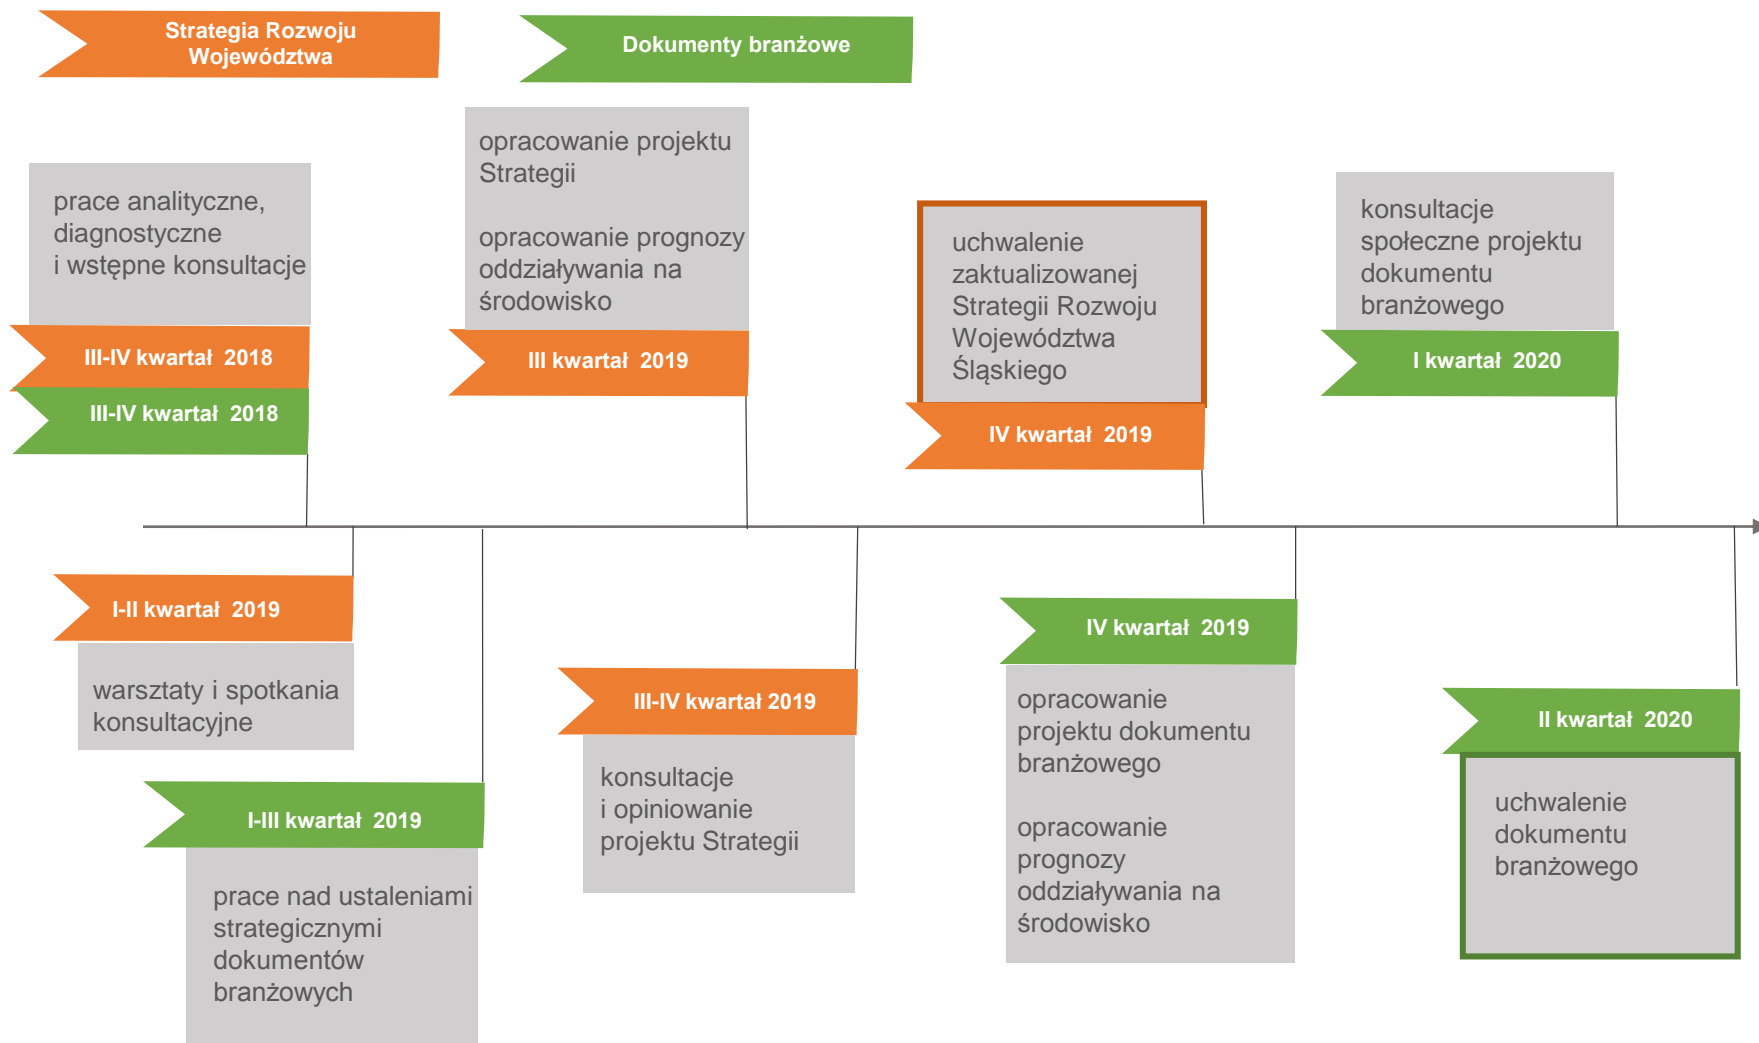 Strategia Rozwoju
Województwa
Dokumenty branżowe
prace analityczne,
diagnostyczne
i wstępne konsultacje
III-IV kwartał 2018
III-IV kwartał 2018
opracowanie projektu
Strategii
opracowanie prognozy
oddziaływania na
środowisko
III kwartał 2019
uchwalenie
zaktualizowanej
Strategii Rozwoju
Województwa
Śląskiego
IV kwartał 2019
konsultacje
społeczne projektu
dokumentu
branżowego
I kwartał 2020
I-II kwartał 2019
warsztaty i spotkania
konsultacyjne
I-III kwartał 2019
prace nad ustaleniami
strategicznymi
dokumentów
branżowych
III-IV kwartał 2019
konsultacje
i opiniowanie
projektu Strategii
IV kwartał 2019
opracowanie
projektu dokumentu
branżowego
opracowanie
prognozy
oddziaływania na
środowisko
II kwartał 2020
uchwalenie
dokumentu
branżowego